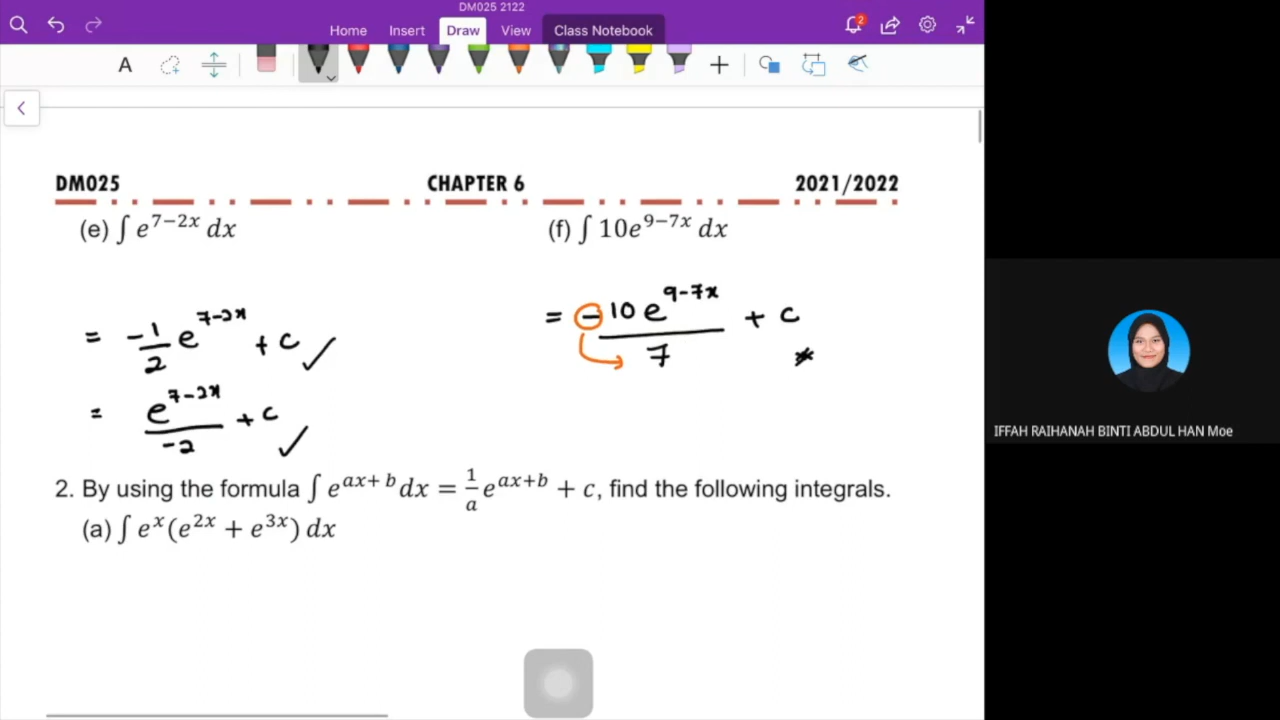 DM025 2122
Home Insert Draw View Class Notebook
2
A
DM025 CHAPTER 6 2021/2022
(e) ∫ e^{7−2x} dx (f) ∫ 10e^{9−7x} dx
= -1/2 e^{7-2x} + c ✓ = -10e^{9-7x}/7 + c
= e^{7-2x}/-2 + c ✓
2. By using the formula ∫ e^{ax+b} dx = 1/a e^{ax+b} + c, find the following integrals.
(a) ∫ e^{x}(e^{2x} + e^{3x}) dx
IFFAH RAIHANAH BINTI ABDUL HAN Moe